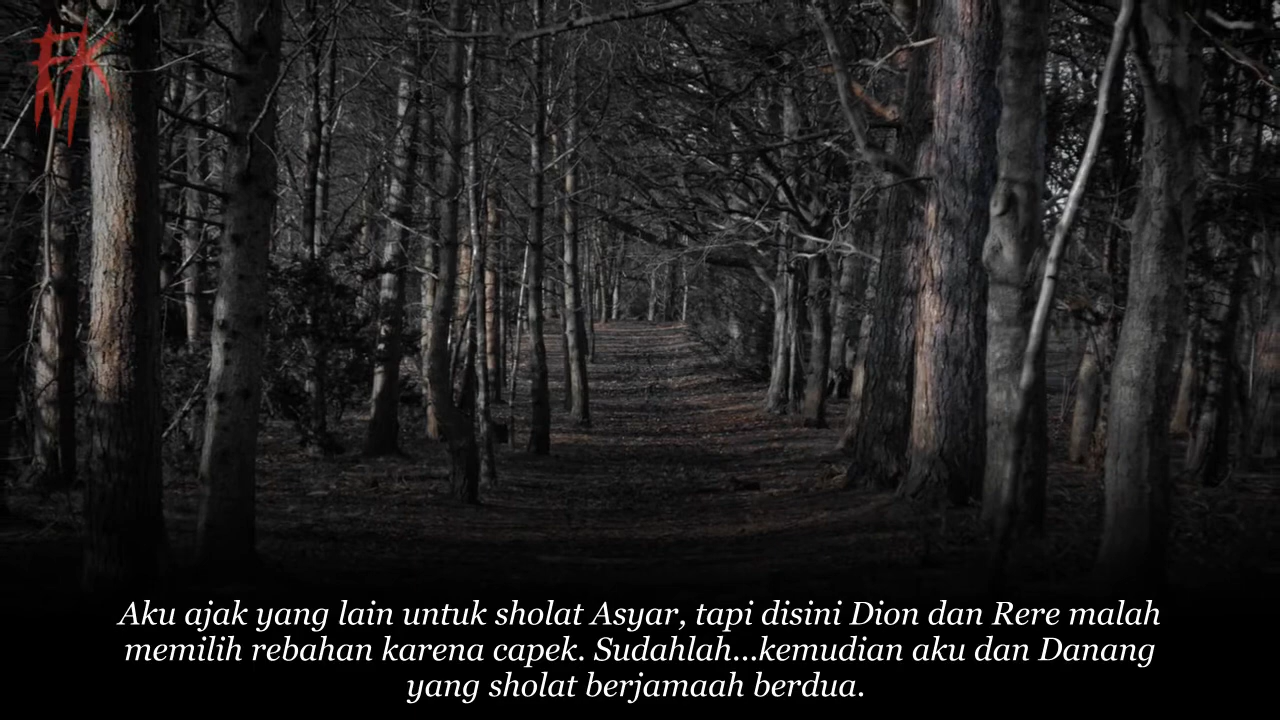 FKM
Aku ajak yang lain untuk sholat Asyar, tapi disini Dion dan Rere malah
memilih rebahan karena capek. Sudahlah...kemudian aku dan Danang
yang sholat berjamaah berdua.